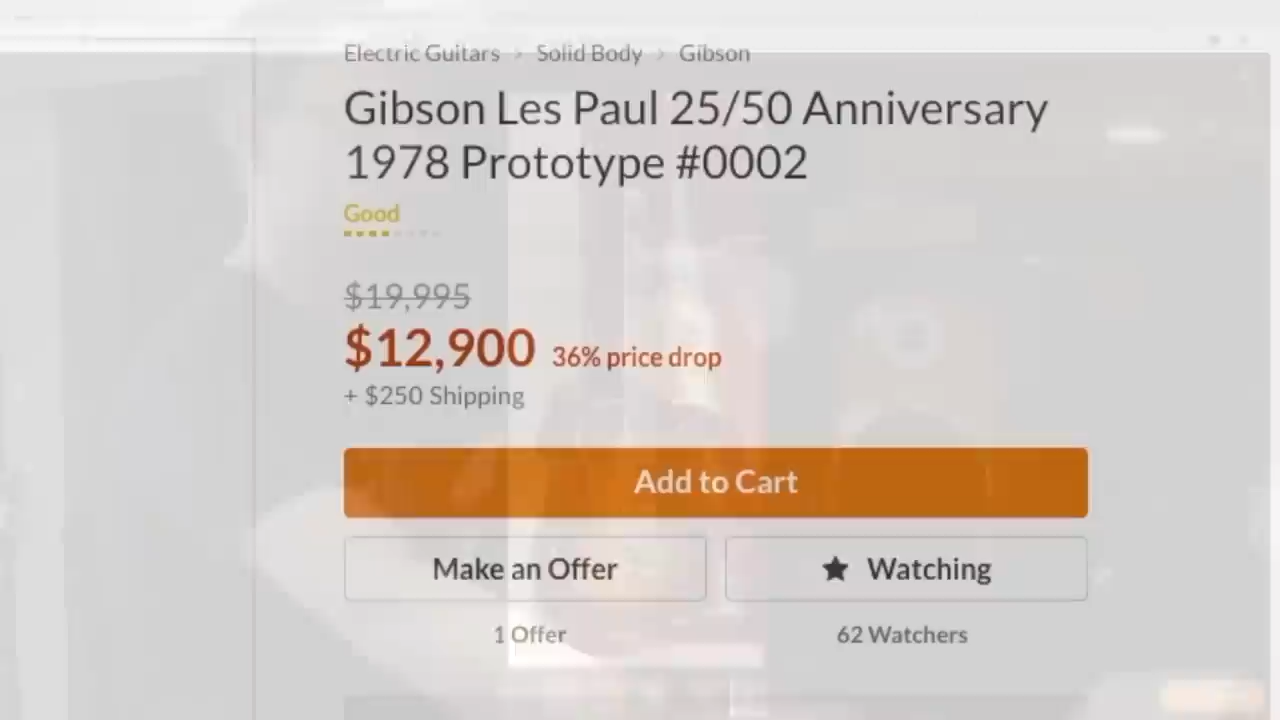 Electric Guitars > Solid Body > Gibson
Gibson Les Paul 25/50 Anniversary
1978 Prototype #0002
Good
$19,995
$12,900 36% price drop
+ $250 Shipping
Add to Cart
Make an Offer
★ Watching
1 Offer
62 Watchers